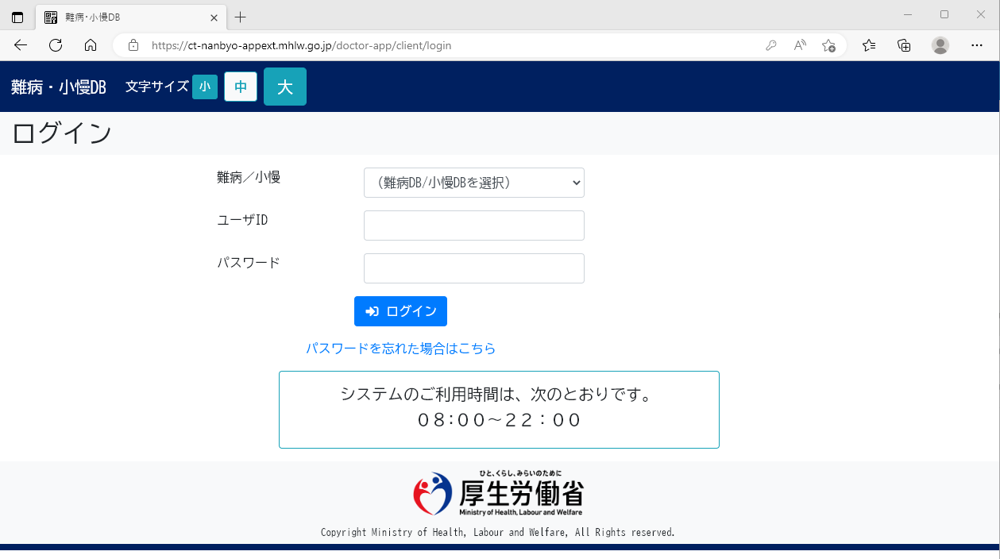 難病･小慢DB
https://ct-nanbyo-appext.mhlw.go.jp/doctor-app/client/login
難病・小慢DB 文字サイズ 小 中 大
ログイン
難病／小慢 （難病DB/小慢DBを選択）
ユーザID
パスワード
ログイン
パスワードを忘れた場合はこちら
システムのご利用時間は、次のとおりです。
０８:００～２２：００
ひと、くらし、みらいのために
厚生労働省
Ministry of Health, Labour and Welfare
Copyright Ministry of Health, Labour and Welfare, All Rights reserved.